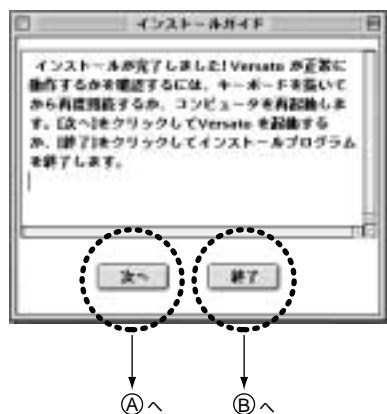 インストールガイド
インストールが完了しました! Versato が正常に
動作するかを確認するには、キーボードを抜いて
から再度接続するか、コンピュータを再起動しま
す。[次へ]をクリックしてVersato を起動する
か、[終了]をクリックしてインストールプログラム
を終了します。
次へ 終了
Ⓐへ Ⓑへ